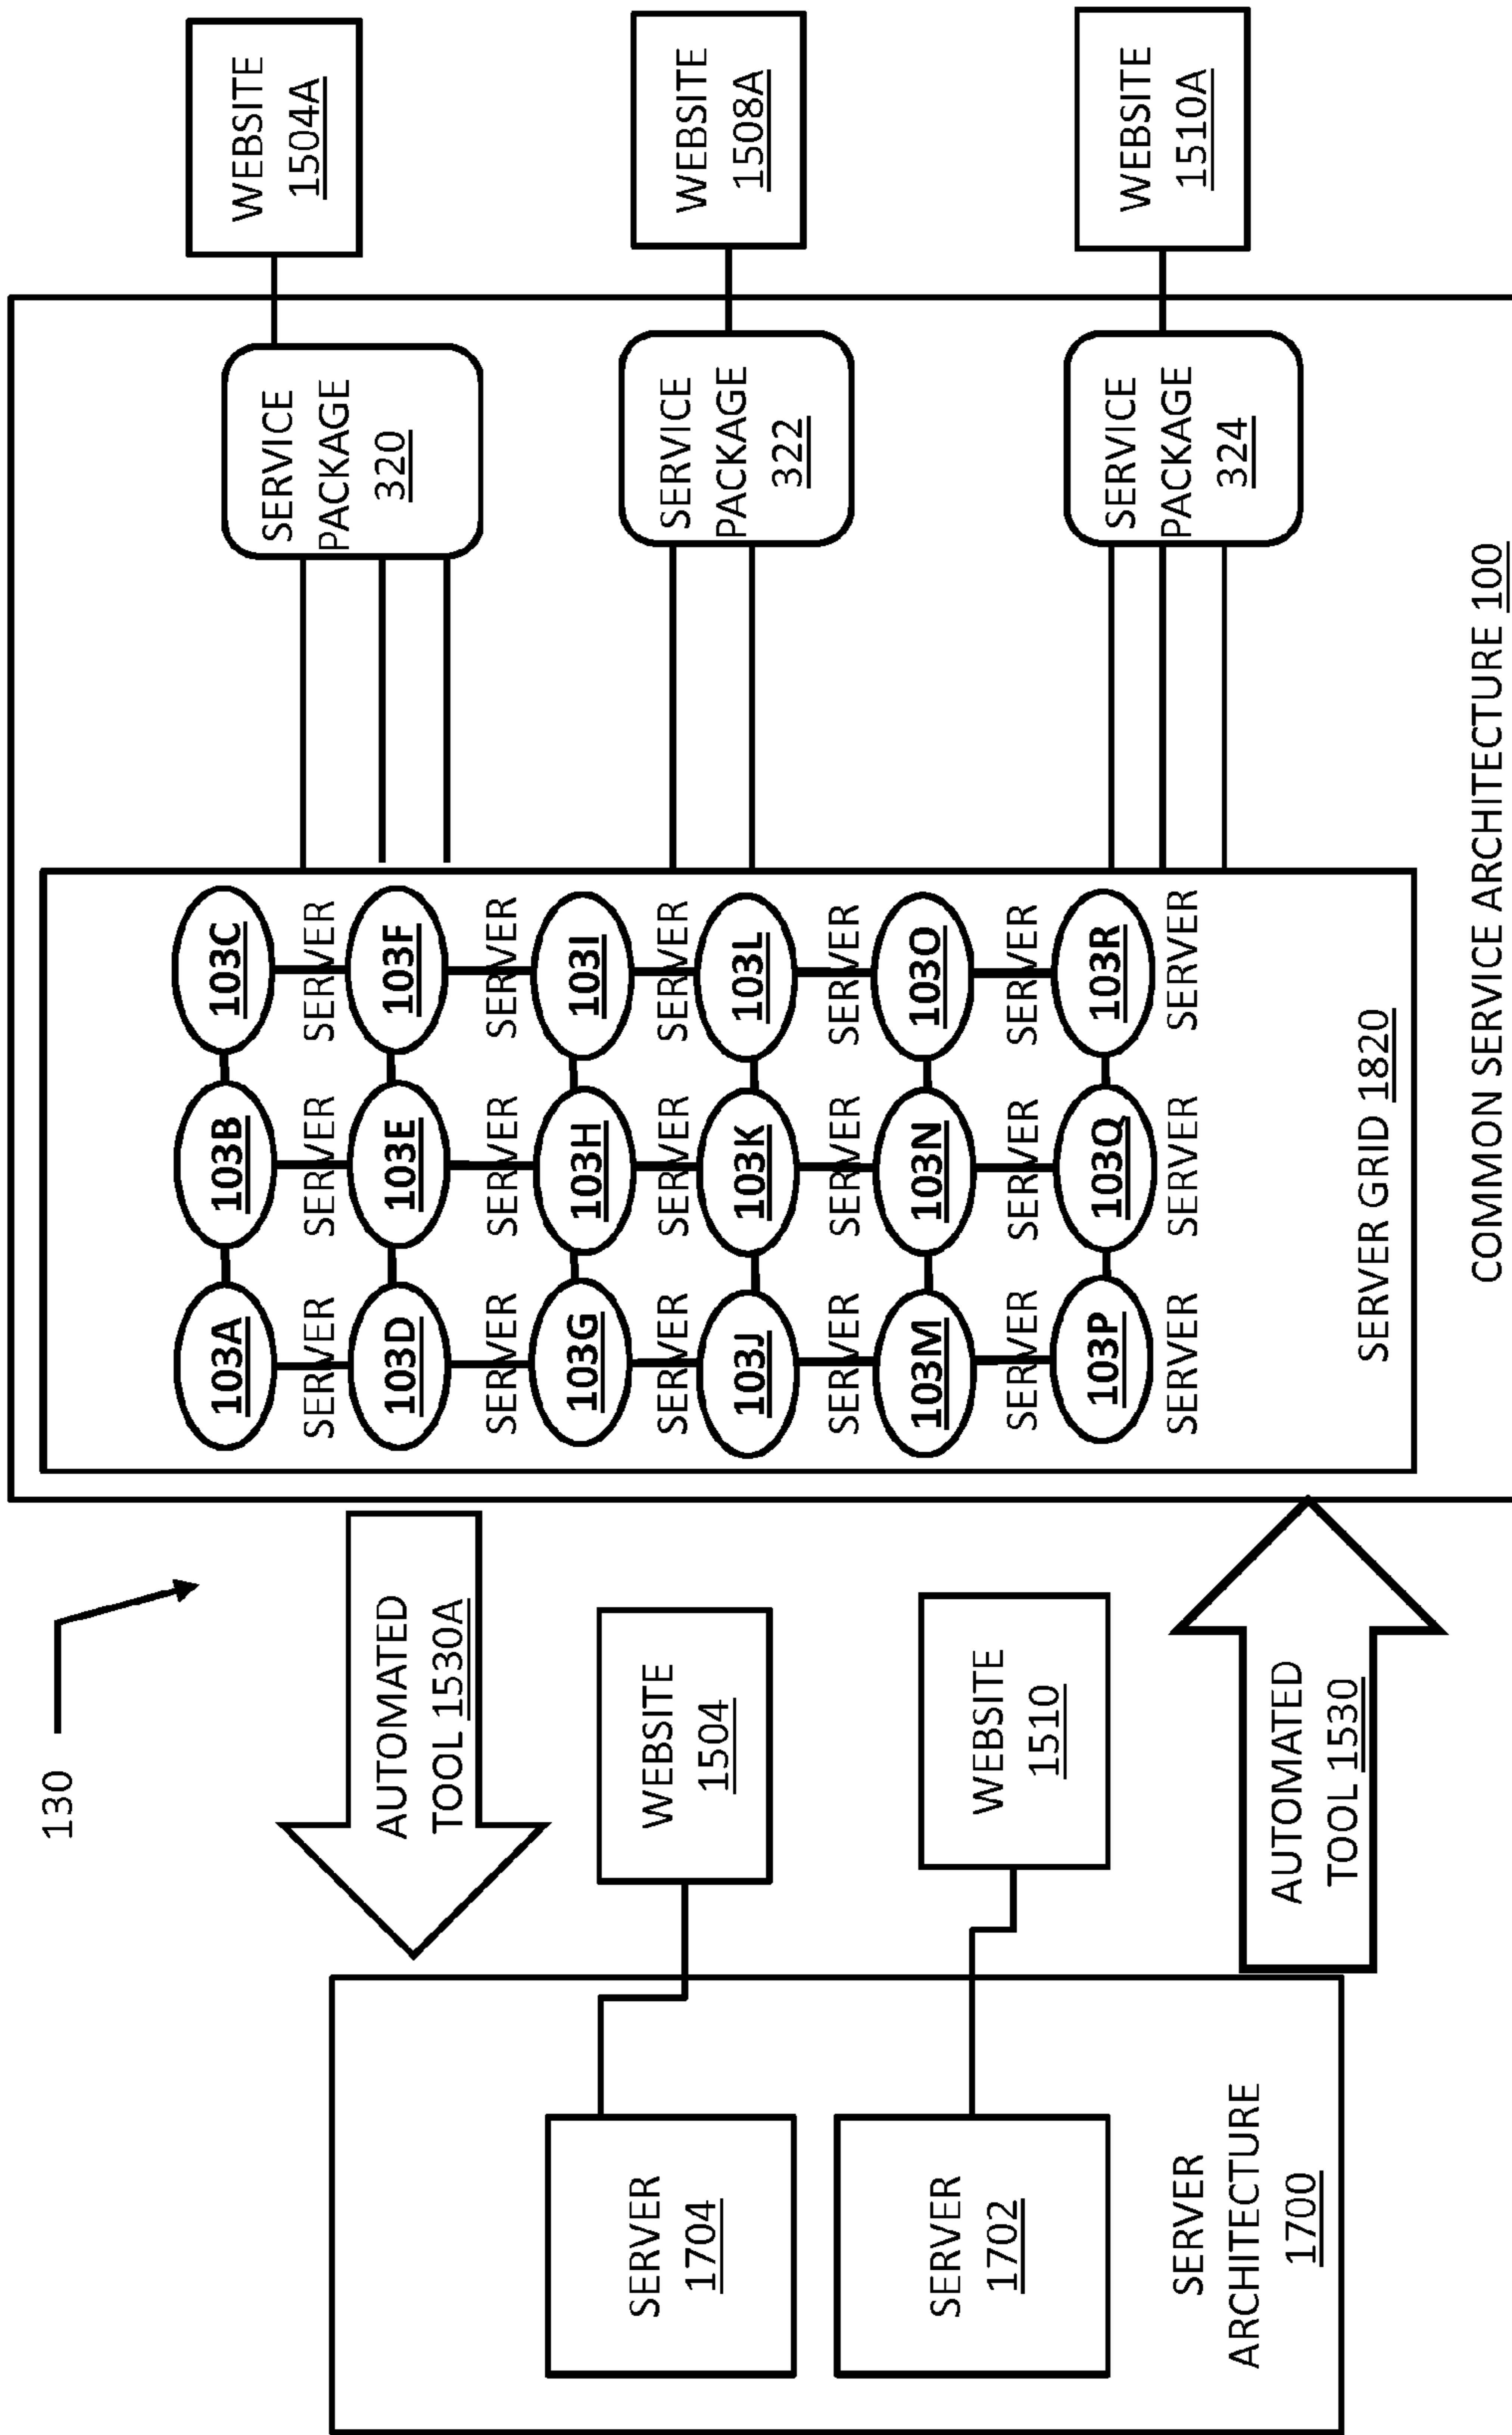 130
AUTOMATED
TOOL 1530A
SERVER
1704
SERVER
1702
SERVER
ARCHITECTURE
1700
WEBSITE
1504
WEBSITE
1510
AUTOMATED
TOOL 1530
103A 103B 103C
SERVER SERVER SERVER
103D 103E 103F
SERVER SERVER SERVER
103G 103H 103I
SERVER SERVER SERVER
103J 103K 103L
SERVER SERVER SERVER
103M 103N 103O
SERVER SERVER SERVER
103P 103Q 103R
SERVER SERVER SERVER
SERVER GRID 1820
SERVICE
PACKAGE
320
SERVICE
PACKAGE
322
SERVICE
PACKAGE
324
COMMON SERVICE ARCHITECTURE 100
WEBSITE
1504A
WEBSITE
1508A
WEBSITE
1510A